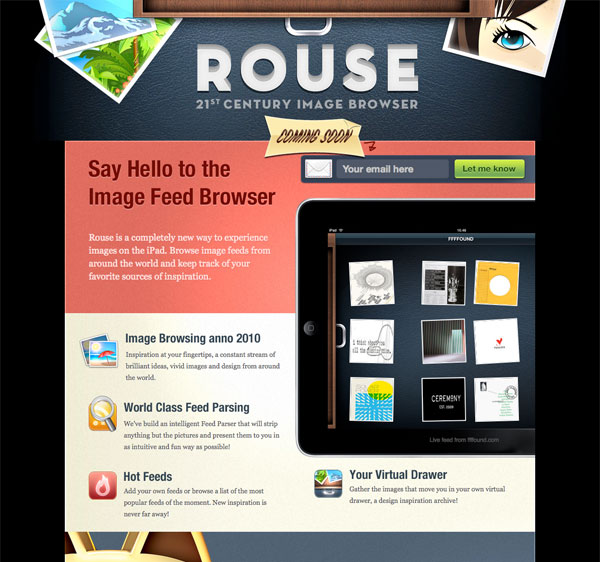 ROUSE
21ST CENTURY IMAGE BROWSER
COMING SOON
Say Hello to the
Image Feed Browser
Your email here
Let me know
Rouse is a completely new way to experience
images on the iPad. Browse image feeds from
around the world and keep track of your
favorite sources of inspiration.
iPad
10.46
FFFFOUND
CEREMONY
Live feed from ffffound.com
Image Browsing anno 2010
Inspiration at your fingertips, a constant stream of
brilliant ideas, vivid images and design from around
the world.
World Class Feed Parsing
We've build an intelligent Feed Parser that will strip
anything but the pictures and present them to you in
as intuitive and fun way as possible!
Hot Feeds
Add your own feeds or browse a list of the most
popular feeds of the moment. New inspiration is
never far away!
Your Virtual Drawer
Gather the images that move you in your own virtual
drawer, a design inspiration archive!